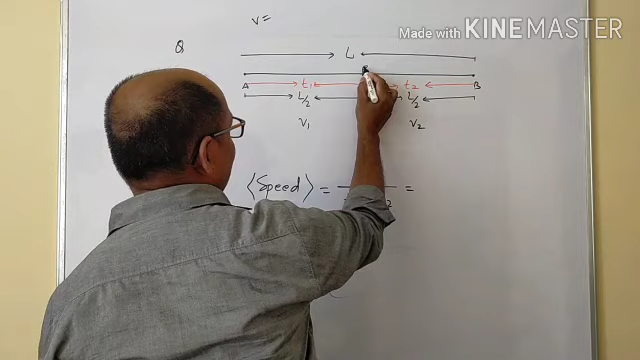 Made with KINEMASTER
v=
Q
L
A t₁ t₂ B
L/2 L/2
v₁ v₂
⟨Speed⟩ = =